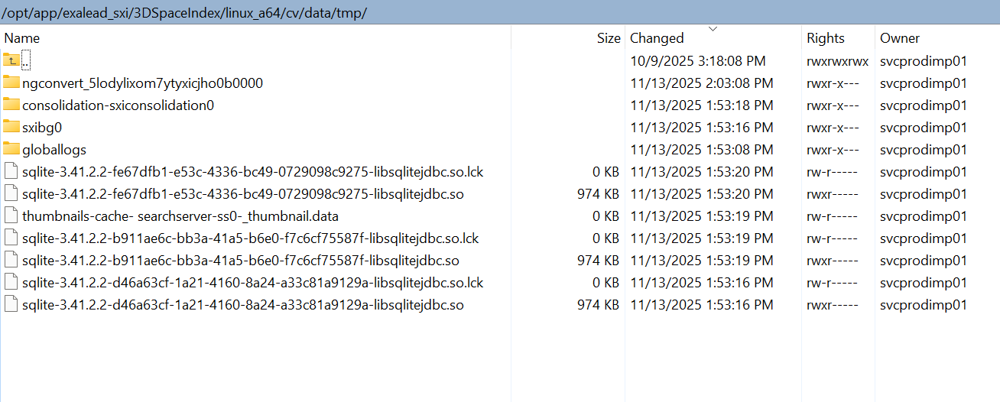 /opt/app/exalead_sxi/3DSpaceIndex/linux_a64/cv/data/tmp/
Name Size Changed Rights Owner
.. 10/9/2025 3:18:08 PM rwxrwxrwx svcprodimp01
ngconvert_5lodylixom7ytyxicjho0b0000 11/13/2025 2:03:08 PM rwxr-x--- svcprodimp01
consolidation-sxiconsolidation0 11/13/2025 1:53:18 PM rwxr-x--- svcprodimp01
sxibg0 11/13/2025 1:53:16 PM rwxr-x--- svcprodimp01
globallogs 11/13/2025 1:53:08 PM rwxr-x--- svcprodimp01
sqlite-3.41.2.2-fe67dfb1-e53c-4336-bc49-0729098c9275-libsqlitejdbc.so.lck 0 KB 11/13/2025 1:53:20 PM rw-r----- svcprodimp01
sqlite-3.41.2.2-fe67dfb1-e53c-4336-bc49-0729098c9275-libsqlitejdbc.so 974 KB 11/13/2025 1:53:20 PM rwxr----- svcprodimp01
thumbnails-cache- searchserver-ss0-_thumbnail.data 0 KB 11/13/2025 1:53:19 PM rw-r----- svcprodimp01
sqlite-3.41.2.2-b911ae6c-bb3a-41a5-b6e0-f7c6cf75587f-libsqlitejdbc.so.lck 0 KB 11/13/2025 1:53:19 PM rw-r----- svcprodimp01
sqlite-3.41.2.2-b911ae6c-bb3a-41a5-b6e0-f7c6cf75587f-libsqlitejdbc.so 974 KB 11/13/2025 1:53:19 PM rwxr----- svcprodimp01
sqlite-3.41.2.2-d46a63cf-1a21-4160-8a24-a33c81a9129a-libsqlitejdbc.so.lck 0 KB 11/13/2025 1:53:16 PM rw-r----- svcprodimp01
sqlite-3.41.2.2-d46a63cf-1a21-4160-8a24-a33c81a9129a-libsqlitejdbc.so 974 KB 11/13/2025 1:53:16 PM rwxr----- svcprodimp01